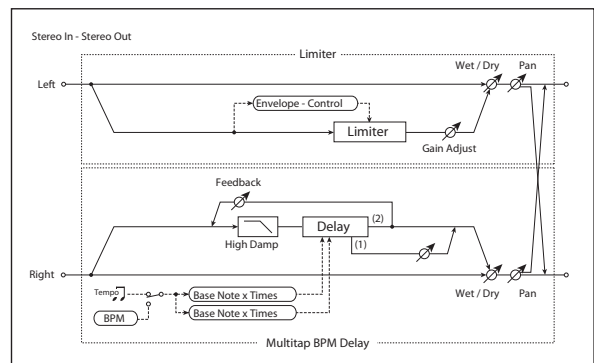 Stereo In - Stereo Out
Limiter
Wet / Dry
Pan
Left
Envelope - Control
Limiter
Gain Adjust
Feedback
Delay
(2)
(1)
High Damp
Right
Tempo
Base Note x Times
BPM
Base Note x Times
Wet / Dry
Pan
Multitap BPM Delay